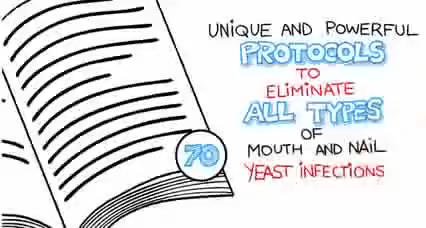 UNIQUE AND POWERFUL
PROTOCOLS
TO
ELIMINATE
ALL TYPES
OF
MOUTH AND NAIL
YEAST INFECTIONS
70